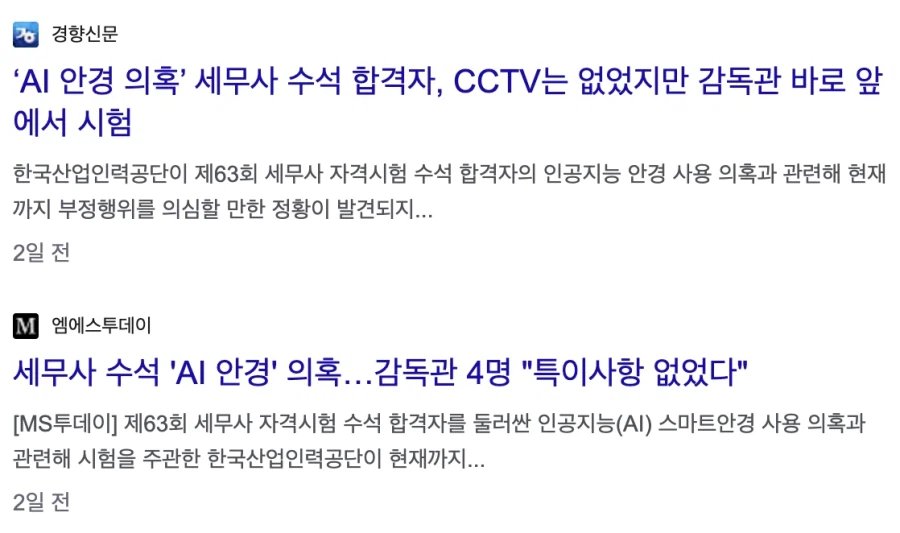 경향신문
‘AI 안경 의혹’ 세무사 수석 합격자, CCTV는 없었지만 감독관 바로 앞
에서 시험
한국산업인력공단이 제63회 세무사 자격시험 수석 합격자의 인공지능 안경 사용 의혹과 관련해 현재
까지 부정행위를 의심할 만한 정황이 발견되지...
2일 전
M 엠에스투데이
세무사 수석 'AI 안경' 의혹...감독관 4명 "특이사항 없었다"
[MS투데이] 제63회 세무사 자격시험 수석 합격자를 둘러싼 인공지능(AI) 스마트안경 사용 의혹과
관련해 시험을 주관한 한국산업인력공단이 현재까지...
2일 전